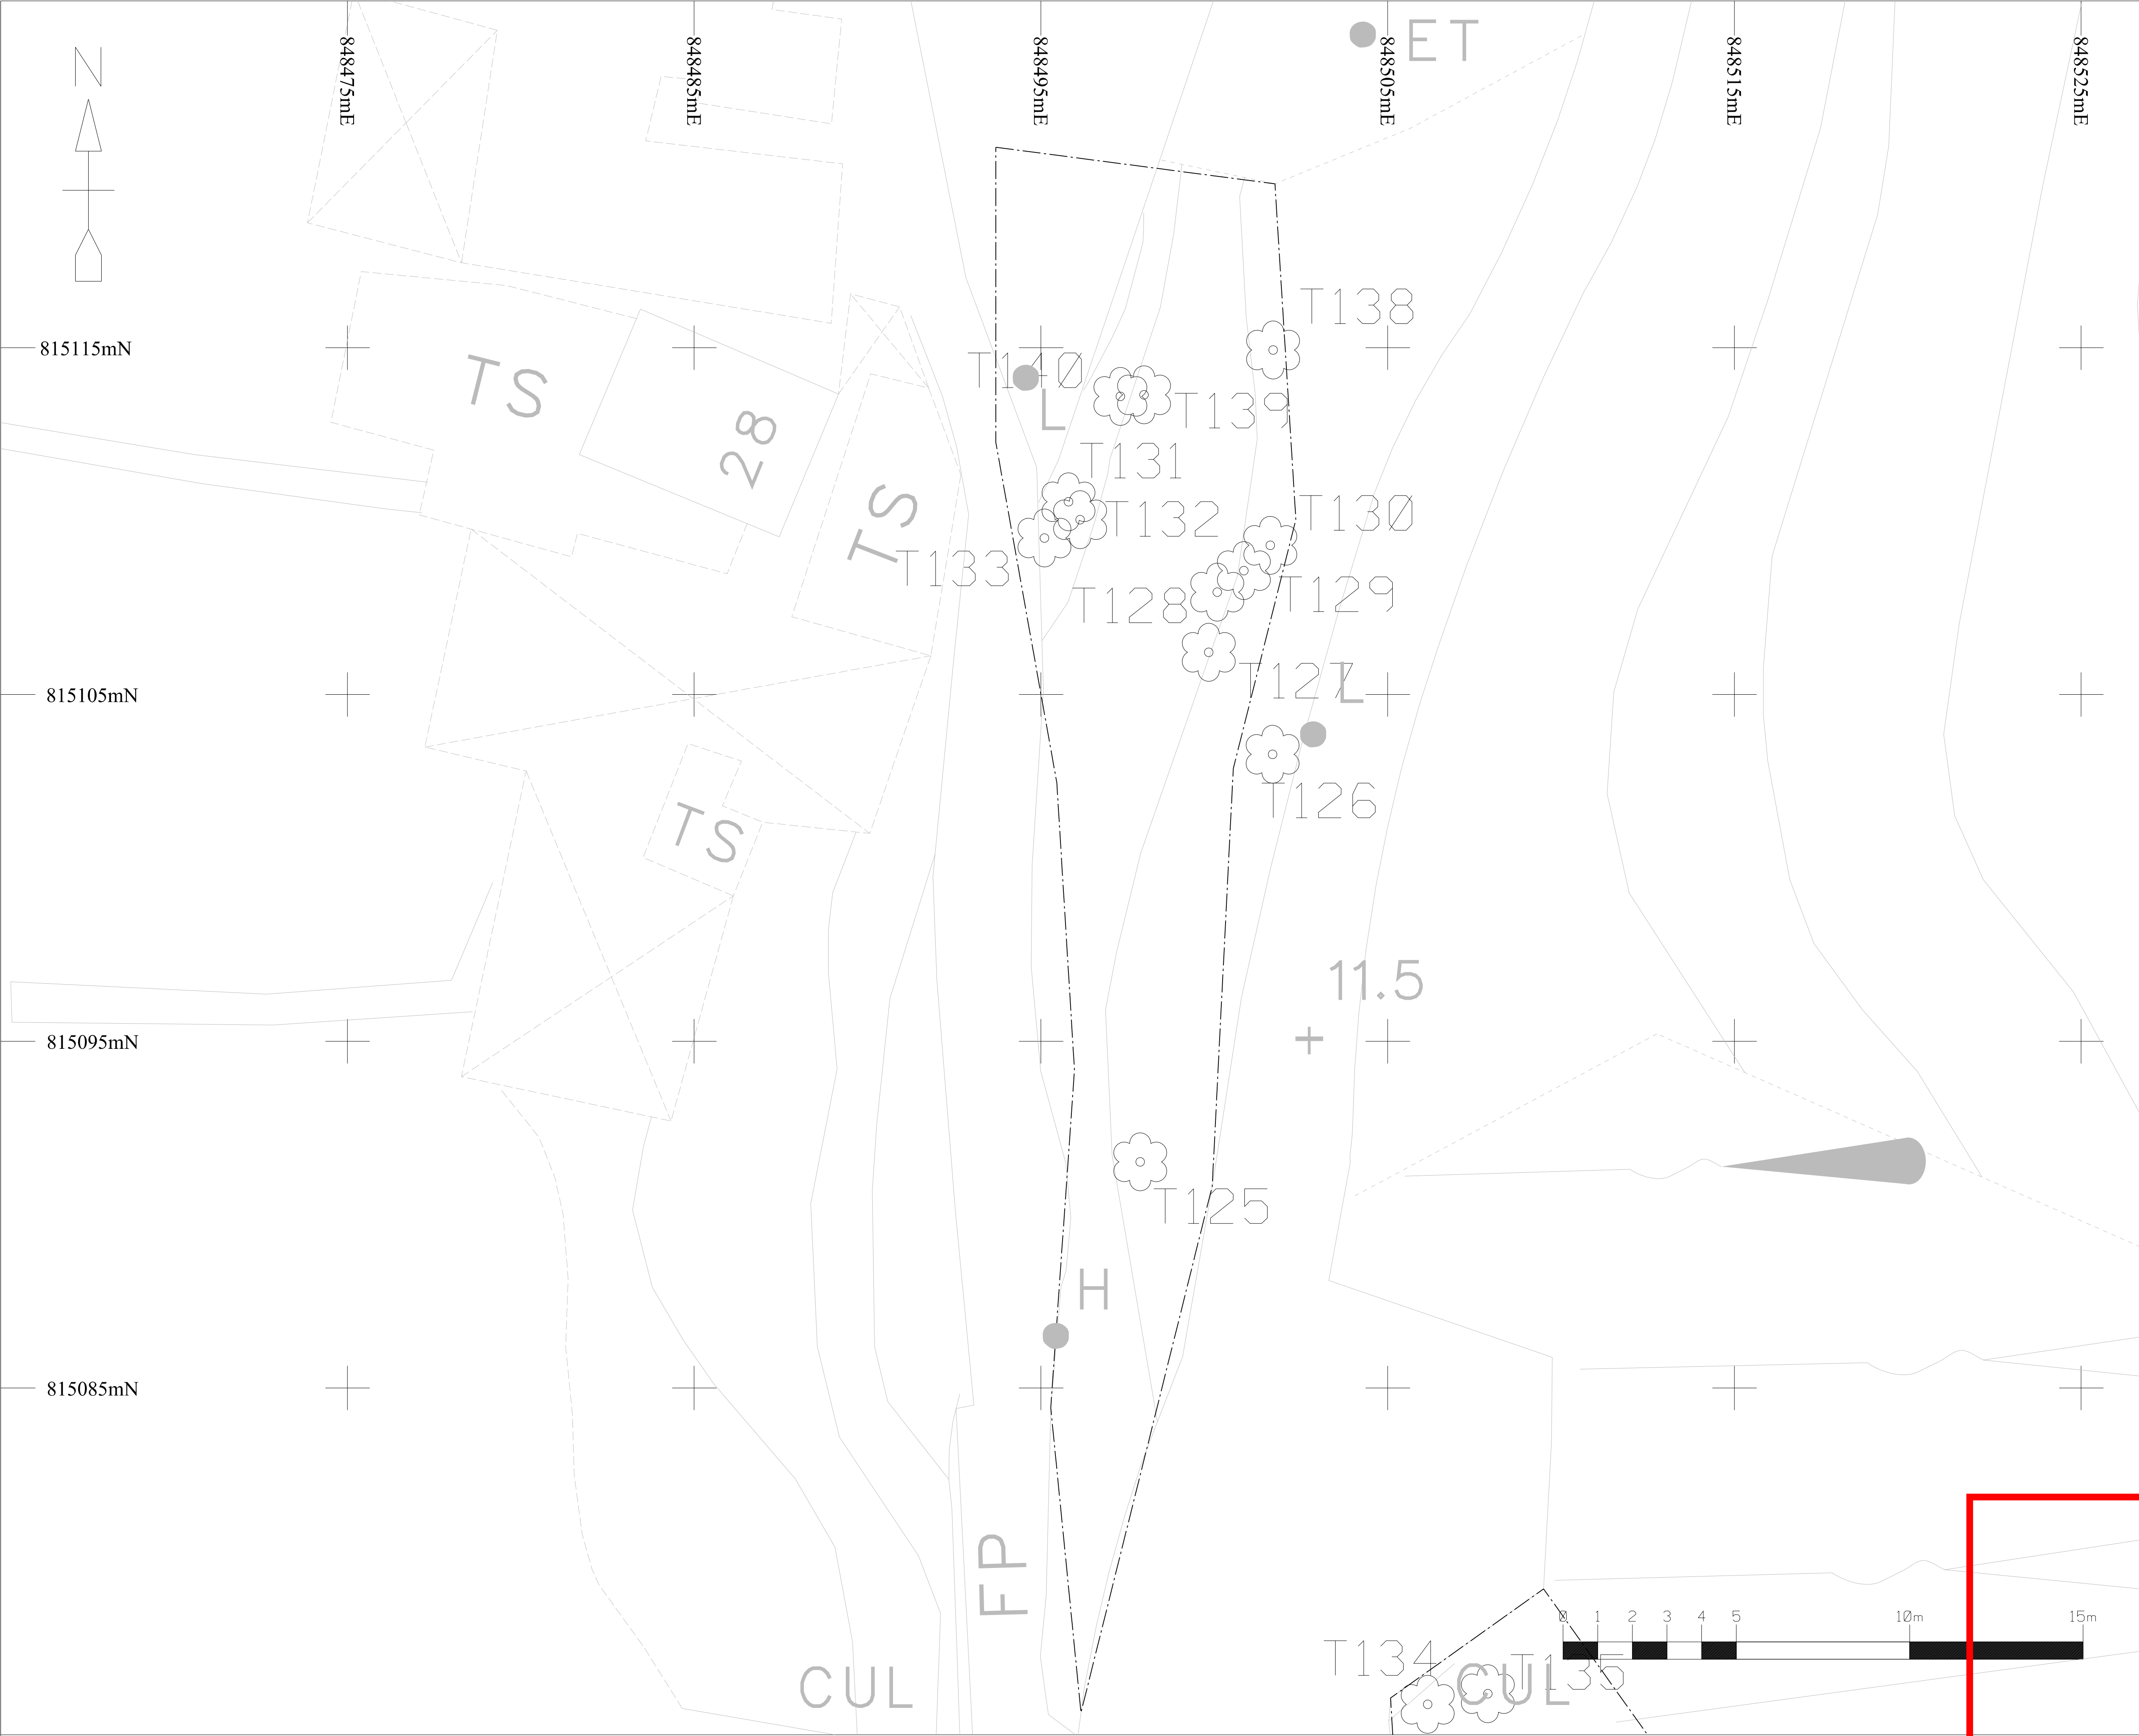 N
848475mE
848485mE
848495mE
848505mE
848515mE
848525mE
ET
T138
815115mN
TS
T140
L
T139
28
T131
TS
T132
T130
T133
T128
T129
T127
L
815105mN
T126
TS
11.5
815095mN
T125
H
815085mN
FP
0 1 2 3 4 5 10m 15m
T134
T135
CUL
CUL